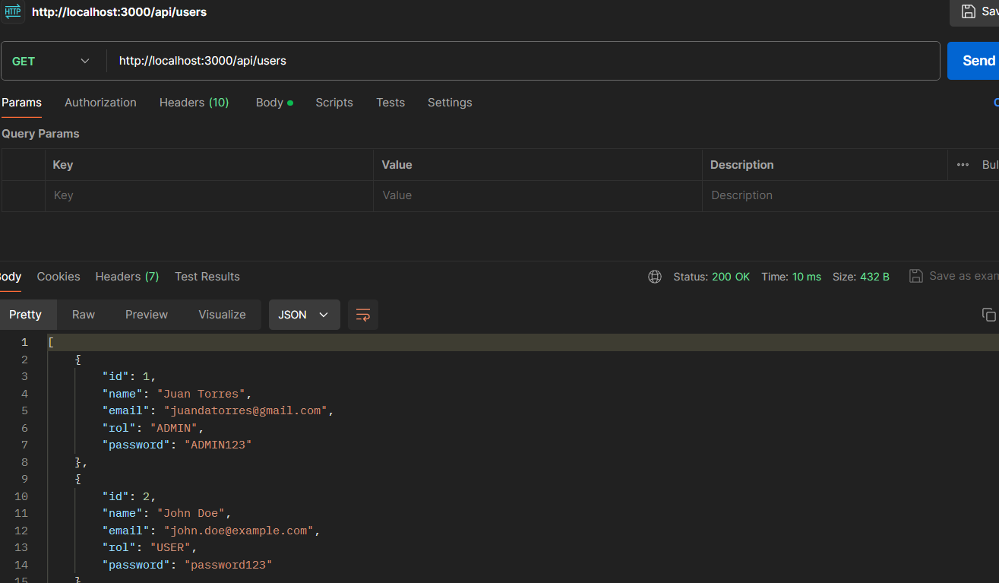 HTTP http://localhost:3000/api/users
GET http://localhost:3000/api/users Send
Params Authorization Headers (10) Body Scripts Tests Settings
Query Params
Key Value Description ••• Bul
Key Value Description
ody Cookies Headers (7) Test Results Status: 200 OK Time: 10 ms Size: 432 B Save as exam
Pretty Raw Preview Visualize JSON
1 [
2 {
3 "id": 1,
4 "name": "Juan Torres",
5 "email": "juandatorres@gmail.com",
6 "rol": "ADMIN",
7 "password": "ADMIN123"
8 },
9 {
10 "id": 2,
11 "name": "John Doe",
12 "email": "john.doe@example.com",
13 "rol": "USER",
14 "password": "password123"
15 }